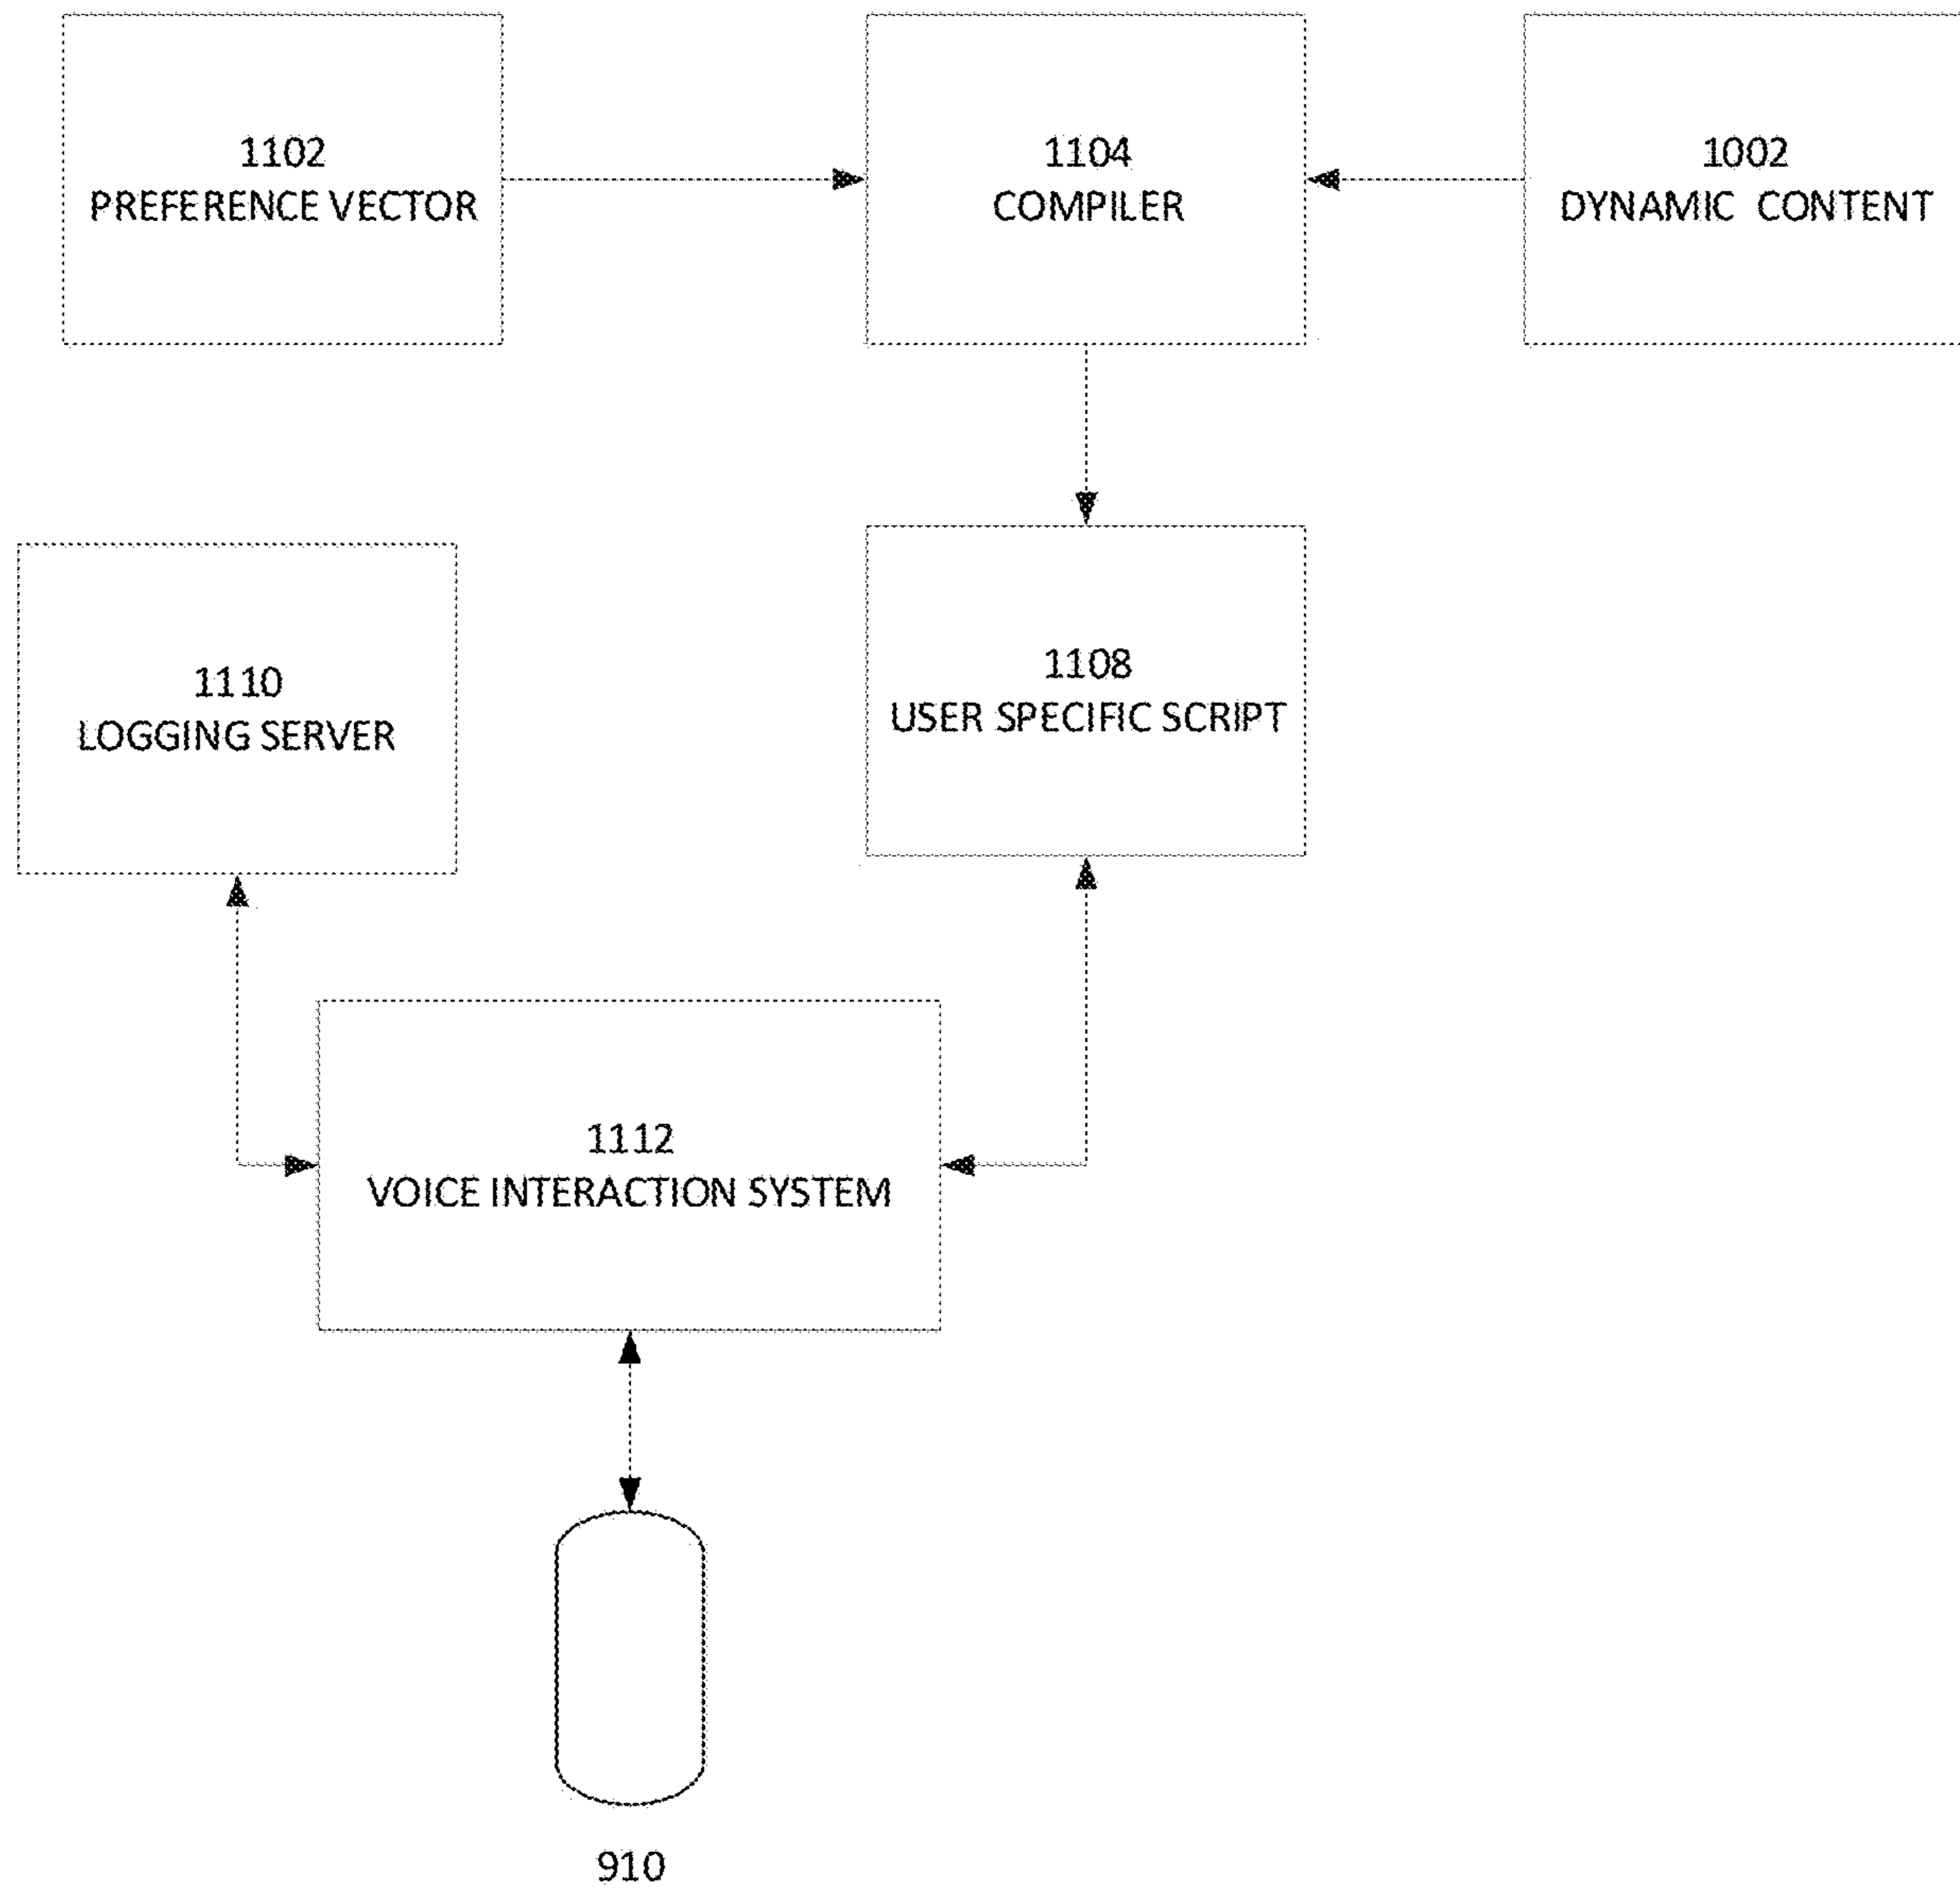 1102
PREFERENCE VECTOR
1104
COMPILER
1002
DYNAMIC CONTENT
1110
LOGGING SERVER
1108
USER SPECIFIC SCRIPT
1112
VOICE INTERACTION SYSTEM
910